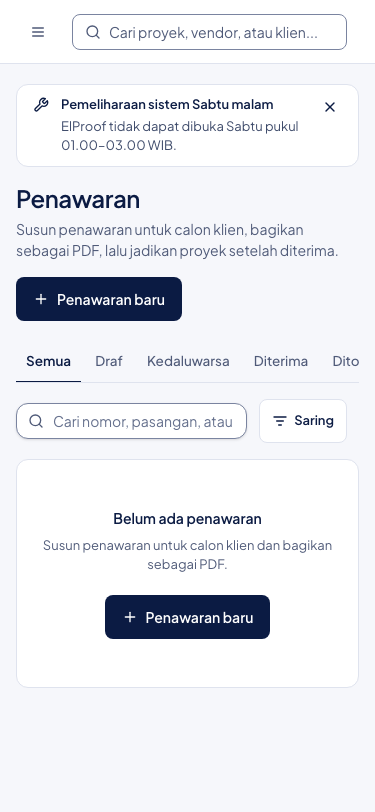 Cari proyek, vendor, atau klien...
Pemeliharaan sistem Sabtu malam
ElProof tidak dapat dibuka Sabtu pukul
01.00–03.00 WIB.
Penawaran
Susun penawaran untuk calon klien, bagikan
sebagai PDF, lalu jadikan proyek setelah diterima.
Penawaran baru
Semua Draf Kedaluwarsa Diterima Dito
Cari nomor, pasangan, atau
Saring
Belum ada penawaran
Susun penawaran untuk calon klien dan bagikan
sebagai PDF.
Penawaran baru